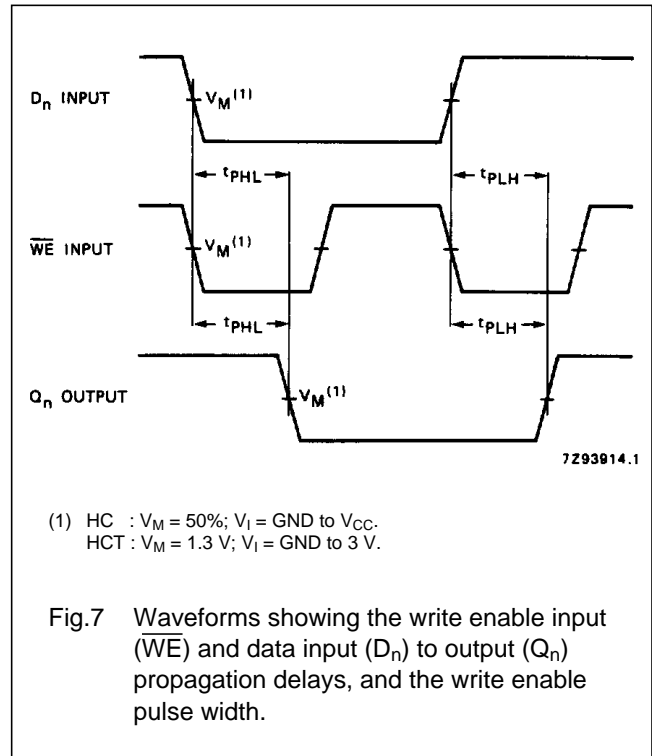 Dn INPUT
VM(1)
tPHL
tPLH
WE INPUT
VM(1)
tPHL
tPLH
Qn OUTPUT
VM(1)
7Z93914.1
(1) HC : VM = 50%; VI = GND to VCC.
HCT : VM = 1.3 V; VI = GND to 3 V.
Fig.7 Waveforms showing the write enable input
(WE) and data input (Dn) to output (Qn)
propagation delays, and the write enable
pulse width.